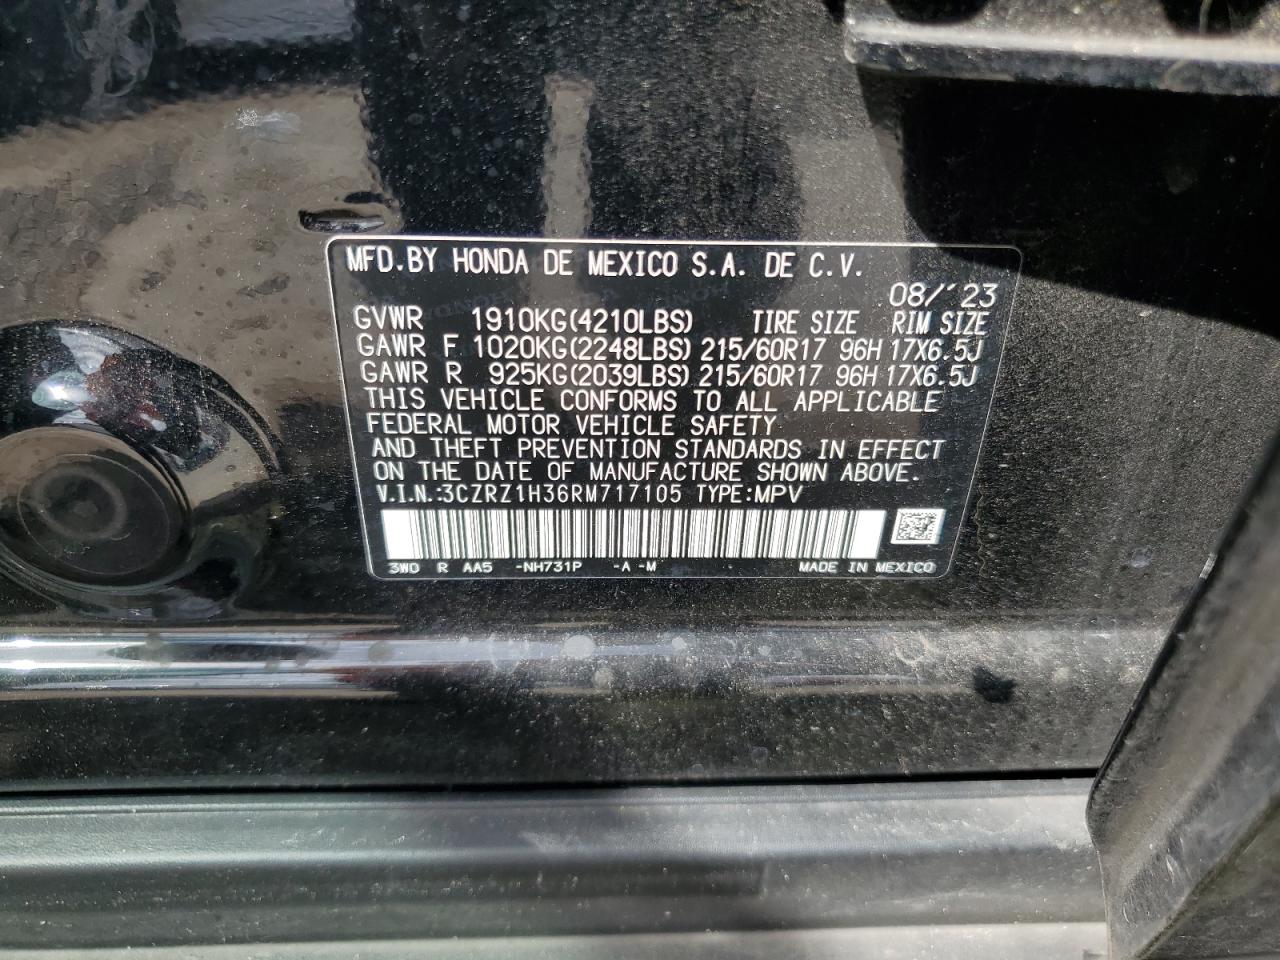 MFD.BY HONDA DE MEXICO S.A. DE C.V.
08/'23
GVWR 1910KG(4210LBS) TIRE SIZE RIM SIZE
GAWR F 1020KG(2248LBS) 215/60R17 96H 17X6.5J
GAWR R 925KG(2039LBS) 215/60R17 96H 17X6.5J
THIS VEHICLE CONFORMS TO ALL APPLICABLE
FEDERAL MOTOR VEHICLE SAFETY
AND THEFT PREVENTION STANDARDS IN EFFECT
ON THE DATE OF MANUFACTURE SHOWN ABOVE.
V.I.N.:3CZRZ1H36RM717105 TYPE:MPV
3W0 R AA5 -NH731P -A -M MADE IN MEXICO